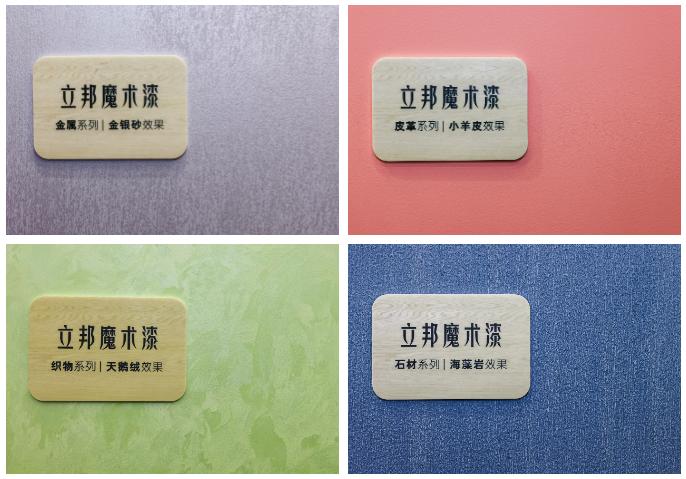 立邦魔术漆
金属系列 | 金银砂效果
立邦魔术漆
皮革系列 | 小羊皮效果
立邦魔术漆
织物系列 | 天鹅绒效果
立邦魔术漆
石材系列 | 海藻岩效果